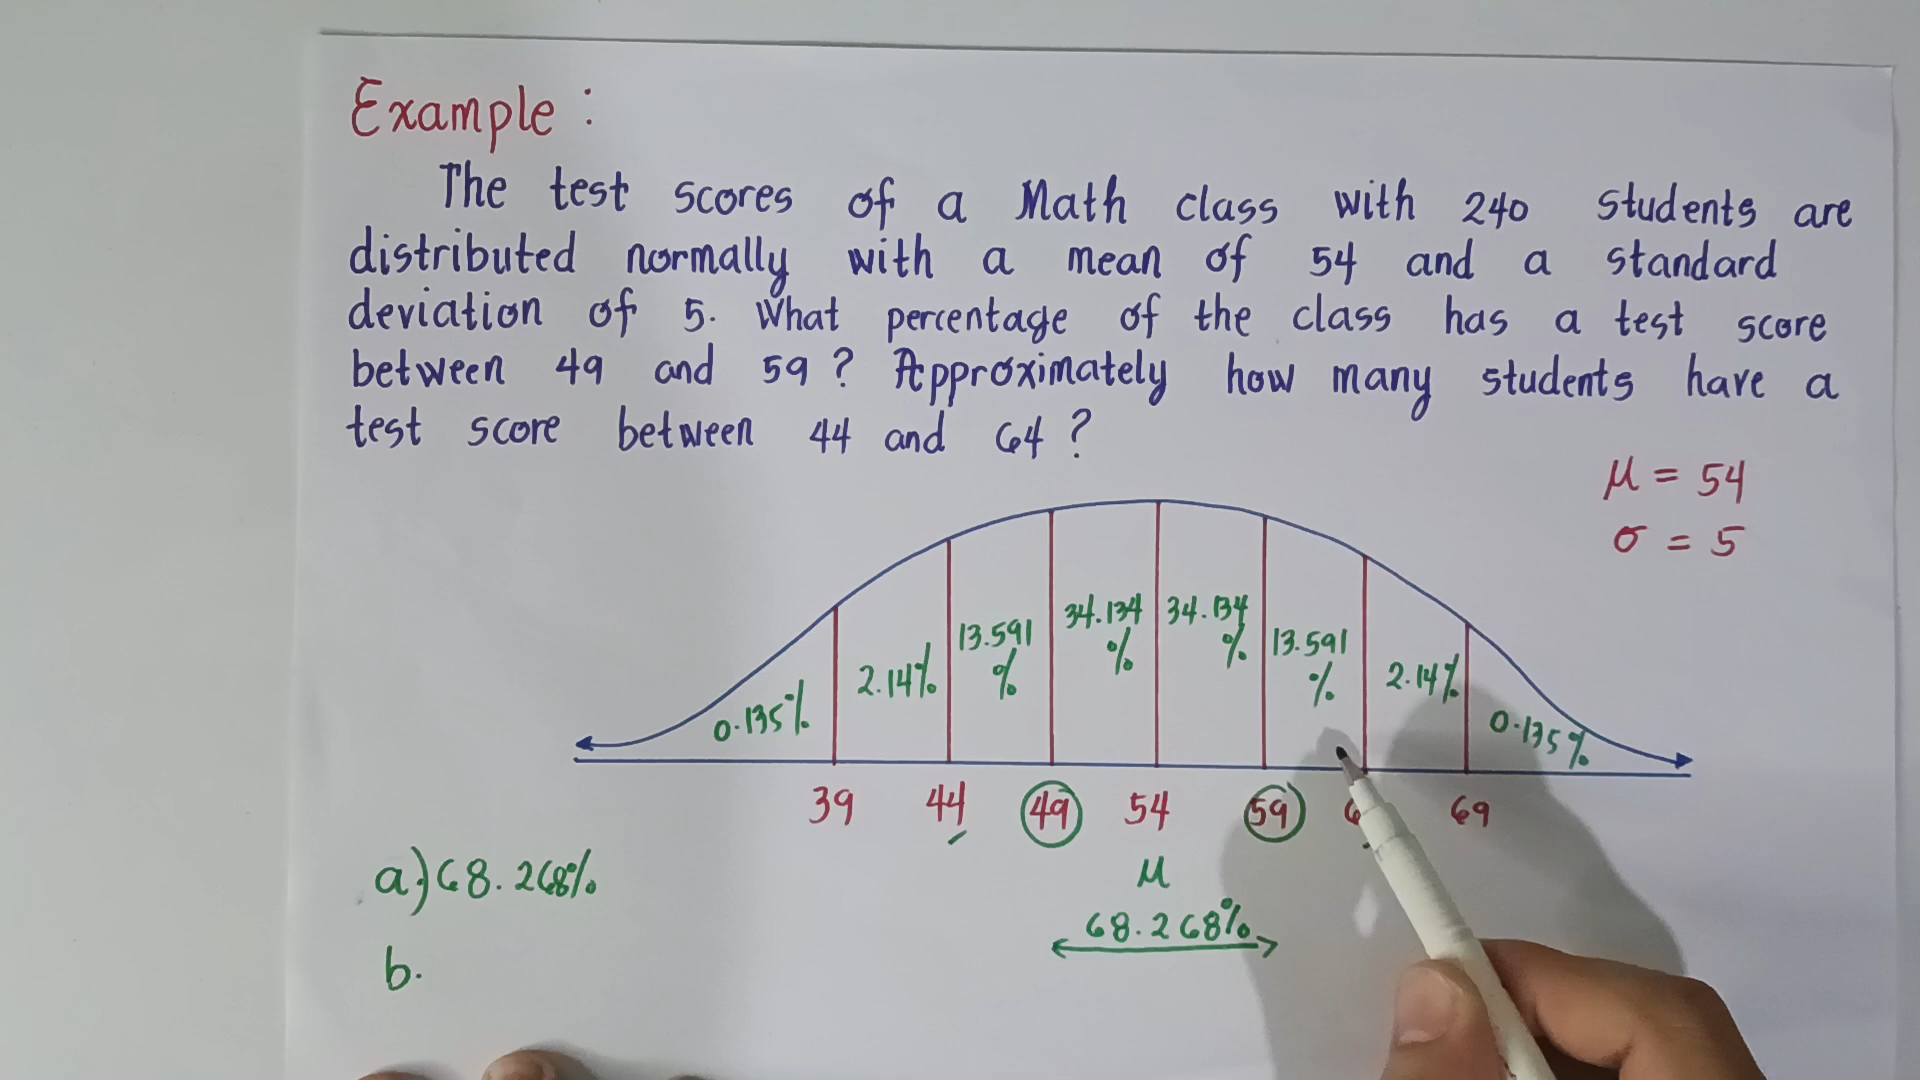 Example :
The test scores of a Math class with 240 students are
distributed normally with a mean of 54 and a standard
deviation of 5. What percentage of the class has a test score
between 49 and 59 ? Approximately how many students have a
test score between 44 and 64 ?
μ = 54
σ = 5
0.135% 2.14% 13.591% 34.134% 34.134% 13.591% 2.14% 0.135%
39 44 49 54 59 69
μ
68.268%
a.) 68.268%
b.